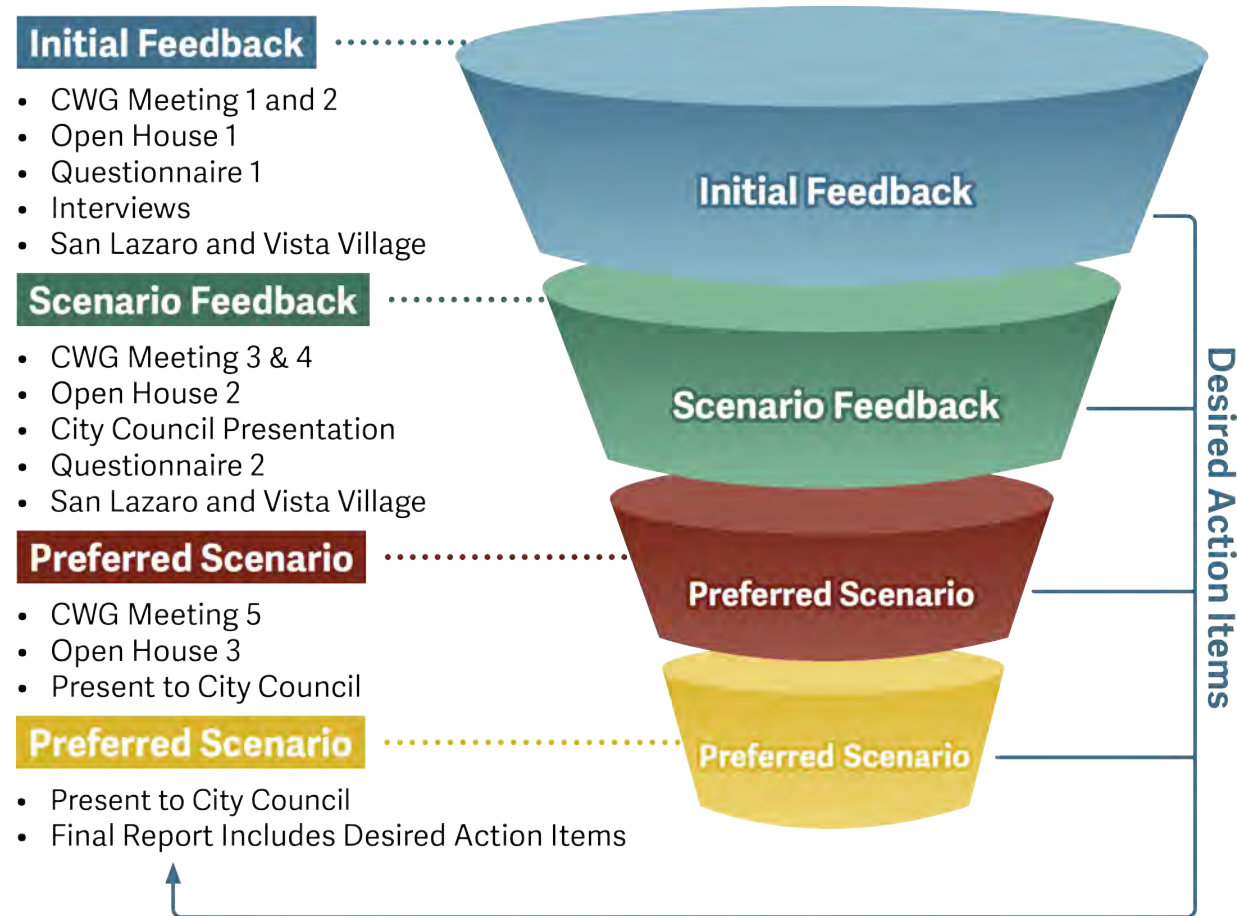 Initial Feedback
• CWG Meeting 1 and 2
• Open House 1
• Questionnaire 1
• Interviews
• San Lazaro and Vista Village
Scenario Feedback
• CWG Meeting 3 & 4
• Open House 2
• City Council Presentation
• Questionnaire 2
• San Lazaro and Vista Village
Preferred Scenario
• CWG Meeting 5
• Open House 3
• Present to City Council
Preferred Scenario
• Present to City Council
• Final Report Includes Desired Action Items
Initial Feedback
Scenario Feedback
Preferred Scenario
Preferred Scenario
Desired Action Items